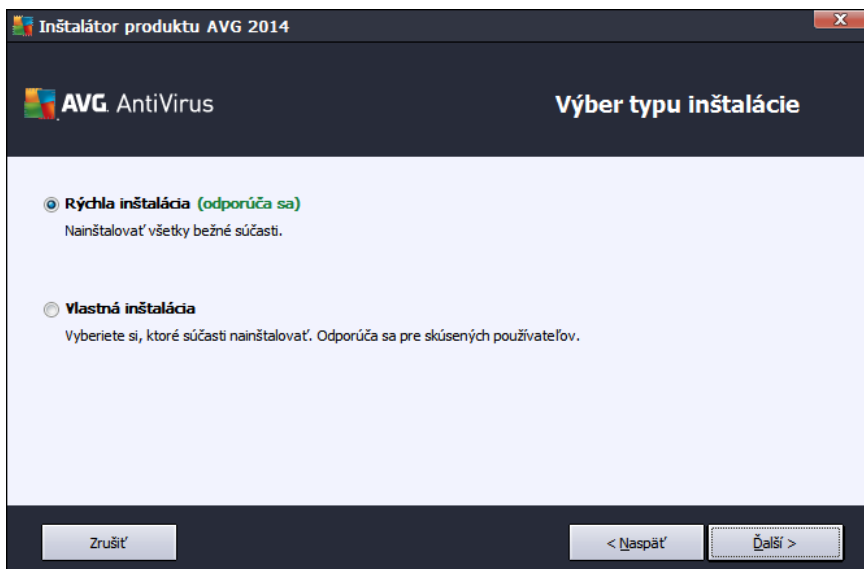 Inštalátor produktu AVG 2014
AVG. AntiVirus
Výber typu inštalácie
Rýchla inštalácia (odporúča sa)
Nainštalovať všetky bežné súčasti.
Vlastná inštalácia
Vyberiete si, ktoré súčasti nainštalovať. Odporúča sa pre skúsených používateľov.
Zrušiť
< Naspäť
Ďalší >